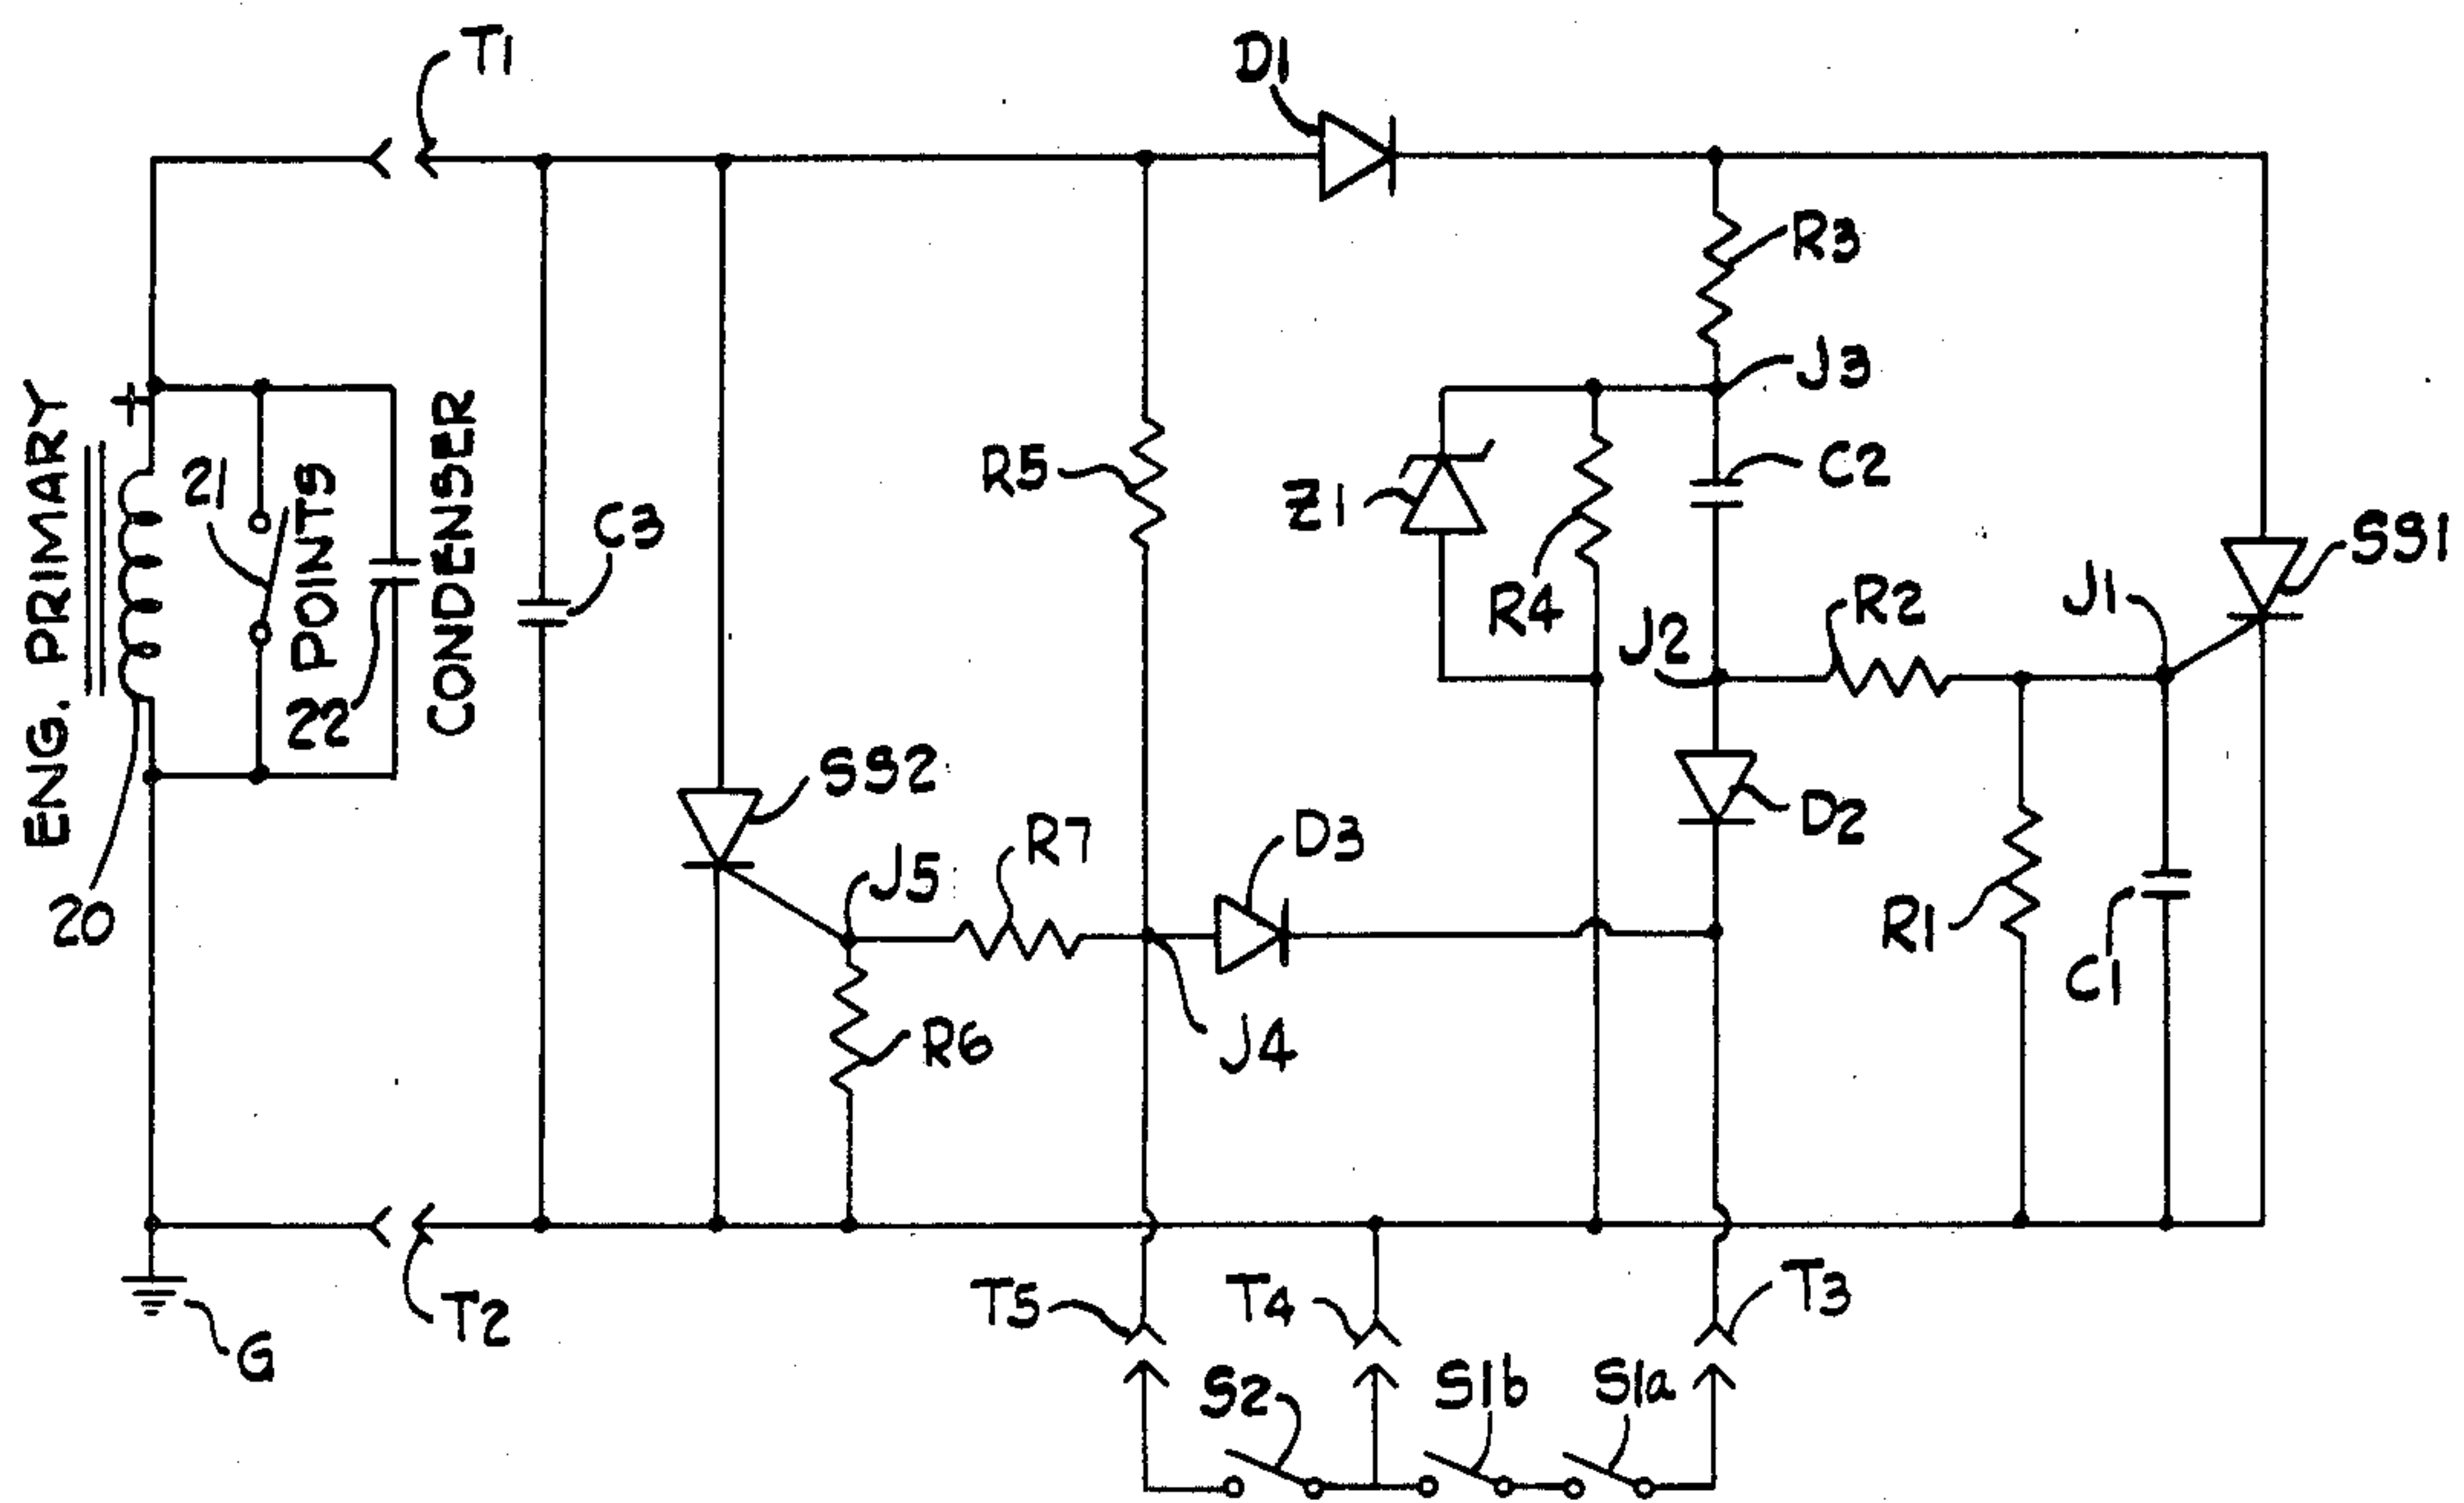 T1
D1
R3
J3
ENG. PRIMARY
+
21
POINTS
CONDENSER
22
20
C3
R5
Z1
R4
C2
SS1
J2
R2
J1
SS2
J5
R7
D3
D2
R1
C1
R6
J4
T2
G
T5
T4
T3
S2
S1b
S1a